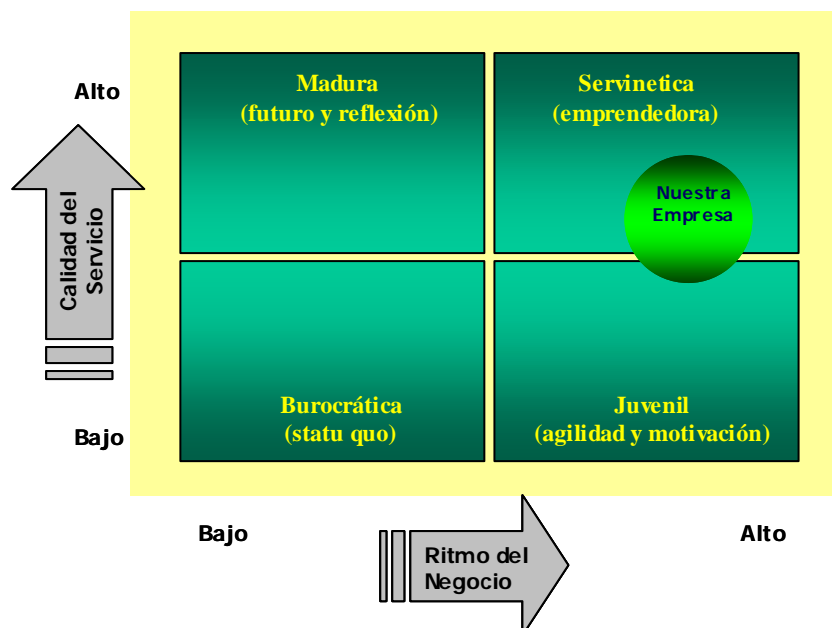 Alto
Madura
(futuro y reflexión)
Servinetica
(emprendedora)
Nuestra
Empresa
Calidad del
Servicio
Burocrática
(statu quo)
Juvenil
(agilidad y motivación)
Bajo
Bajo
Ritmo del
Negocio
Alto